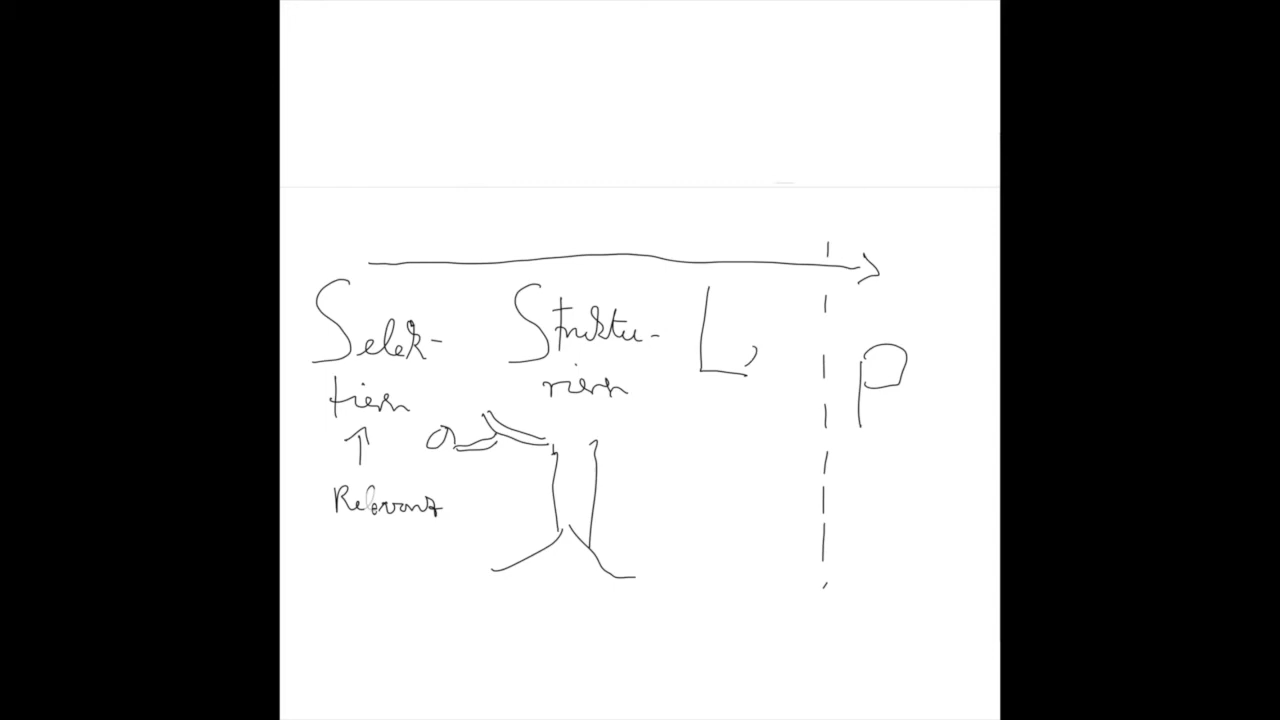 Selek-
tieren
Struktu-
rieren
L,
P
Relevanz